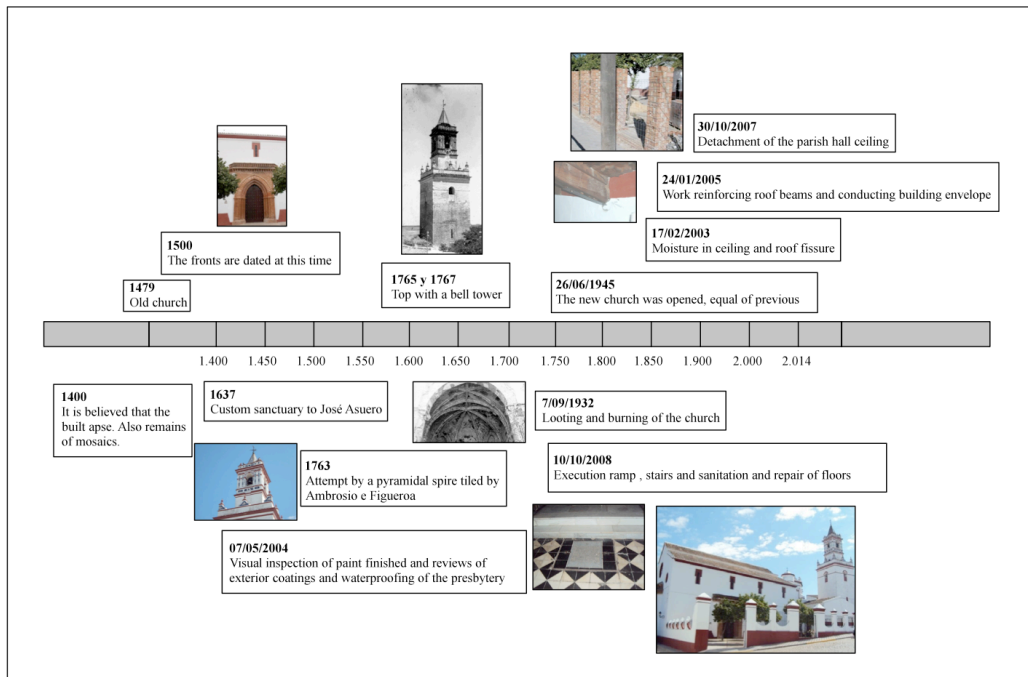 30/10/2007
Detachment of the parish hall ceiling
24/01/2005
Work reinforcing roof beams and conducting building envelope
17/02/2003
Moisture in ceiling and roof fissure
1500
The fronts are dated at this time
1479
Old church
1765 y 1767
Top with a bell tower
26/06/1945
The new church was opened, equal of previous
1.400 1.450 1.500 1.550 1.600 1.650 1.700 1.750 1.800 1.850 1.900 2.000 2.014
1400
It is believed that the
built apse. Also remains
of mosaics.
1637
Custom sanctuary to José Asuero
7/09/1932
Looting and burning of the church
1763
Attempt by a pyramidal spire tiled by
Ambrosio e Figueroa
10/10/2008
Execution ramp , stairs and sanitation and repair of floors
07/05/2004
Visual inspection of paint finished and reviews of
exterior coatings and waterproofing of the presbytery